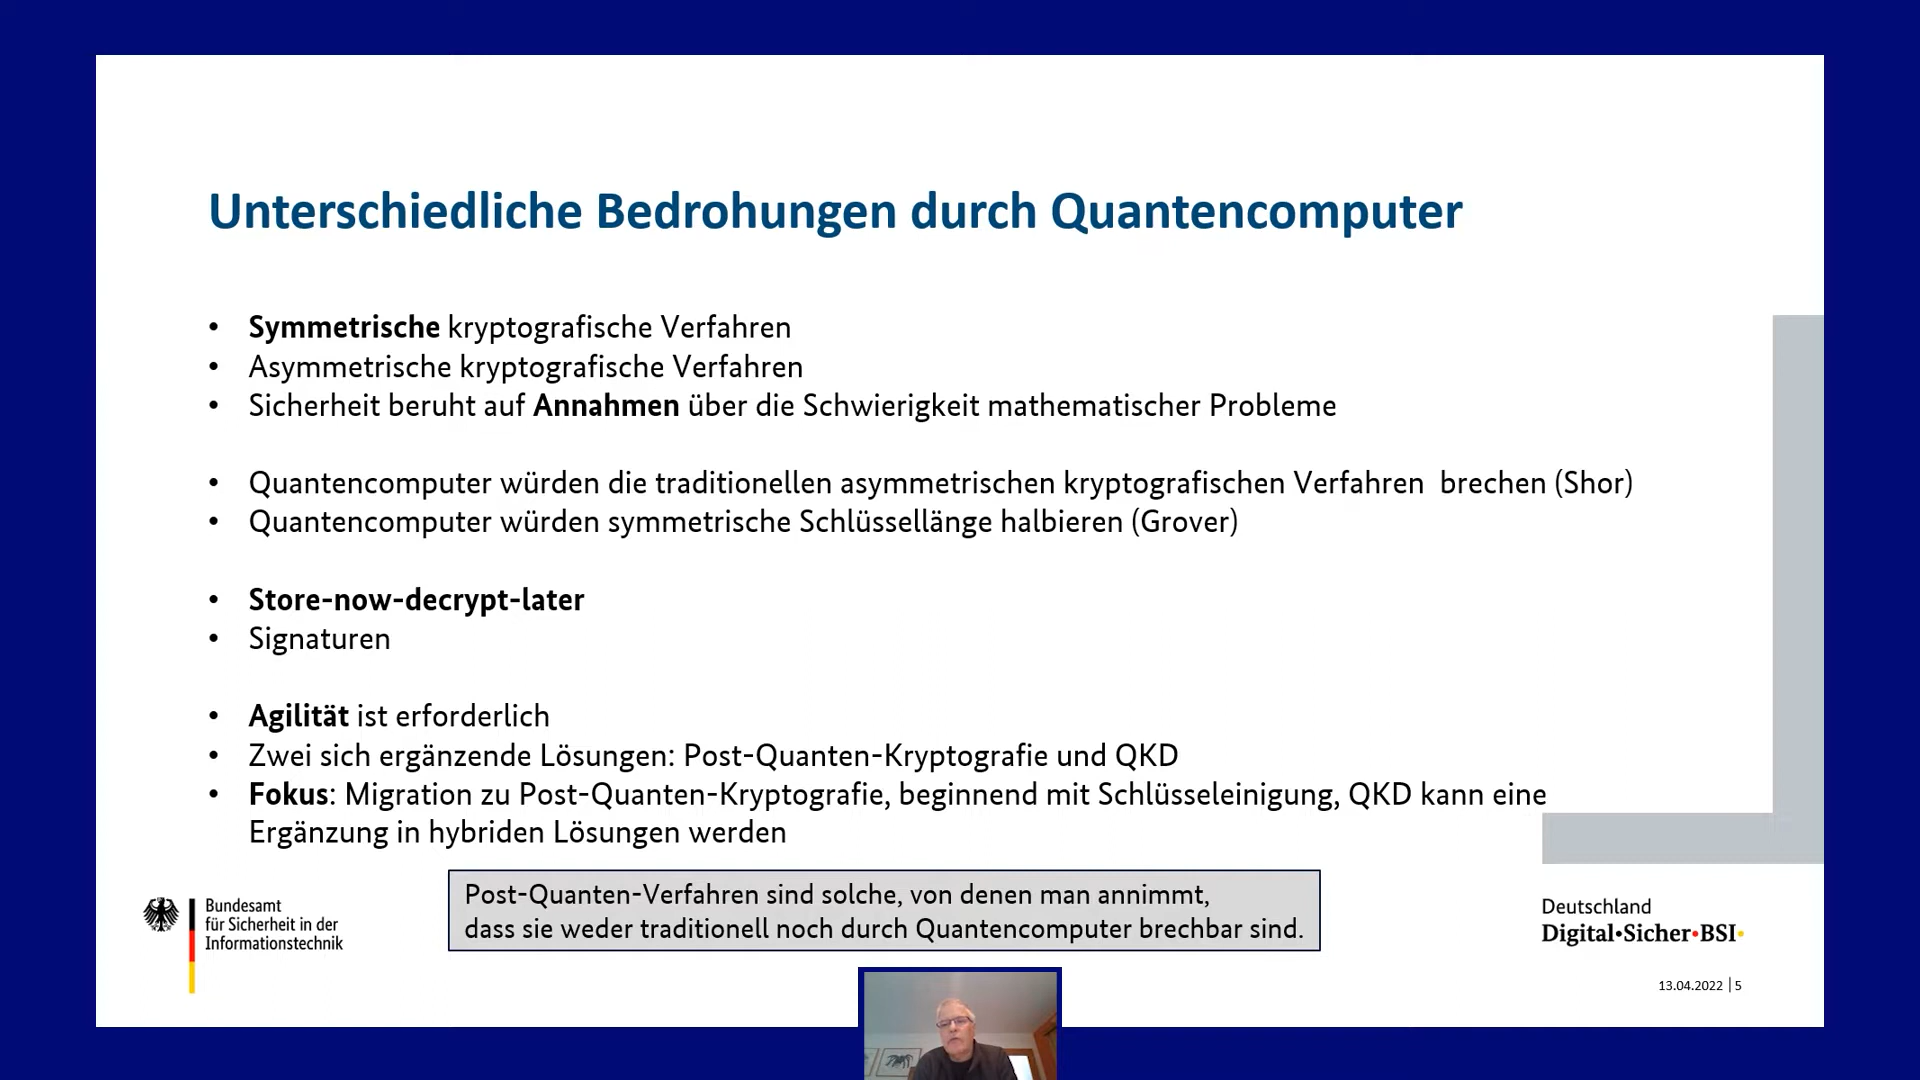 Unterschiedliche Bedrohungen durch Quantencomputer
• Symmetrische kryptografische Verfahren
• Asymmetrische kryptografische Verfahren
• Sicherheit beruht auf Annahmen über die Schwierigkeit mathematischer Probleme
• Quantencomputer würden die traditionellen asymmetrischen kryptografischen Verfahren brechen (Shor)
• Quantencomputer würden symmetrische Schlüssellänge halbieren (Grover)
• Store-now-decrypt-later
• Signaturen
• Agilität ist erforderlich
• Zwei sich ergänzende Lösungen: Post-Quanten-Kryptografie und QKD
• Fokus: Migration zu Post-Quanten-Kryptografie, beginnend mit Schlüsseleinigung, QKD kann eine
Ergänzung in hybriden Lösungen werden
Post-Quanten-Verfahren sind solche, von denen man annimmt,
dass sie weder traditionell noch durch Quantencomputer brechbar sind.
Bundesamt
für Sicherheit in der
Informationstechnik
Deutschland
Digital•Sicher•BSI•
13.04.2022 | 5